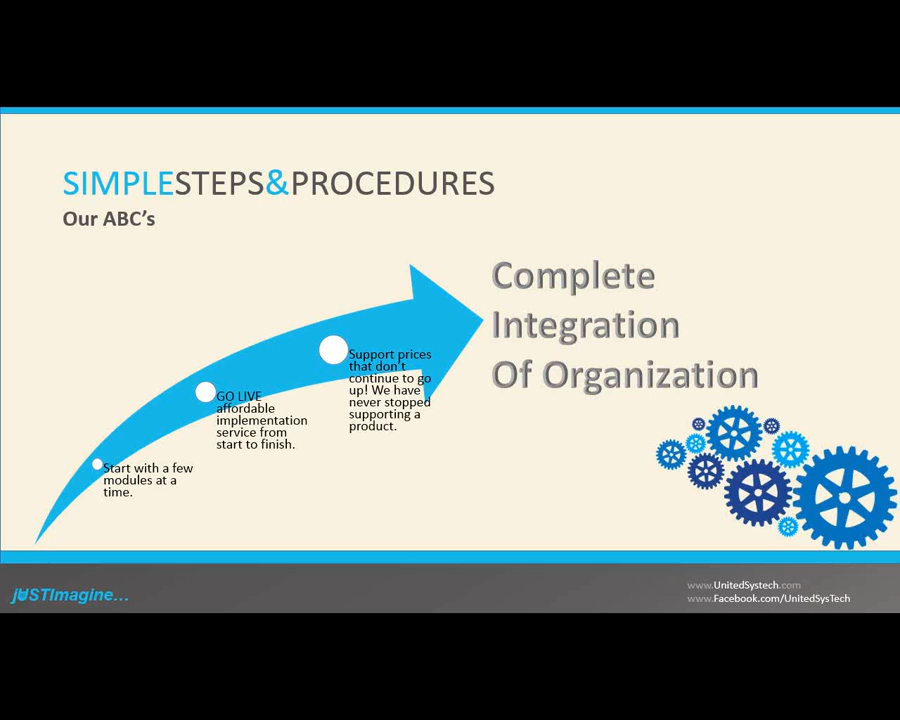 SIMPLESTEPS&PROCEDURES
Our ABC’s
Complete
Integration
Of Organization
Start with a few
modules at a
time.
GO LIVE
affordable
implementation
service from
start to finish.
Support prices
that don’t
continue to go
up! We have
never stopped
supporting a
product.
jUSTImagine...
www.UnitedSystech.com
www.Facebook.com/UnitedSysTech